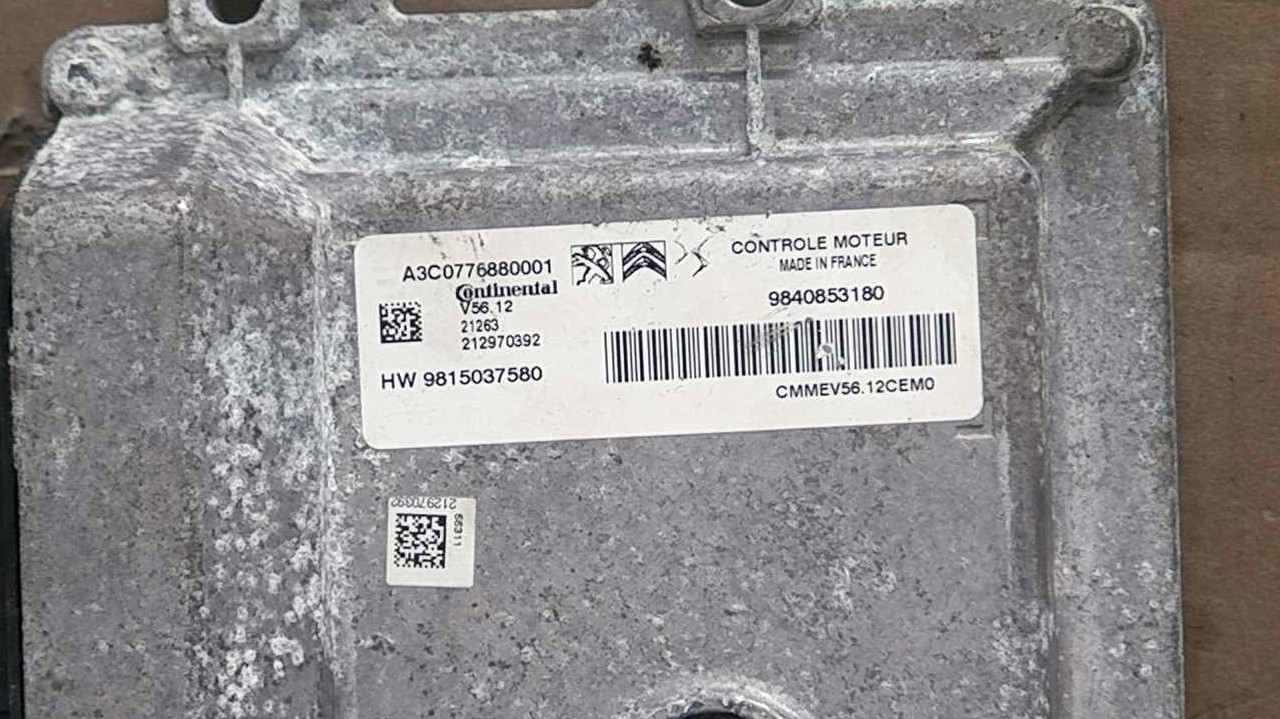 A3C0776880001
Continental
V56.12
21263
212970392
HW 9815037580
CONTROLE MOTEUR
MADE IN FRANCE
9840853180
CMMEV56.12CEM0
212970392
56311